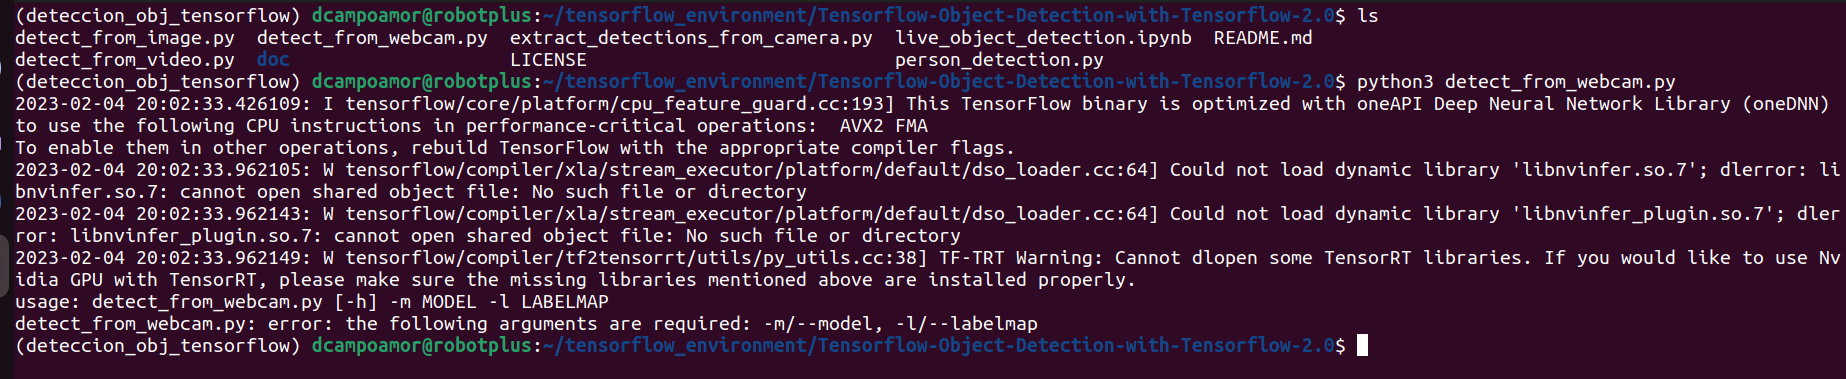 (deteccion_obj_tensorflow) dcampoamor@robotplus:~/tensorflow_environment/Tensorflow-Object-Detection-with-Tensorflow-2.0$ ls
detect_from_image.py  detect_from_webcam.py  extract_detections_from_camera.py  live_object_detection.ipynb  README.md
detect_from_video.py  doc                    LICENSE                            person_detection.py
(deteccion_obj_tensorflow) dcampoamor@robotplus:~/tensorflow_environment/Tensorflow-Object-Detection-with-Tensorflow-2.0$ python3 detect_from_webcam.py
2023-02-04 20:02:33.426109: I tensorflow/core/platform/cpu_feature_guard.cc:193] This TensorFlow binary is optimized with oneAPI Deep Neural Network Library (oneDNN)
to use the following CPU instructions in performance-critical operations:  AVX2 FMA
To enable them in other operations, rebuild TensorFlow with the appropriate compiler flags.
2023-02-04 20:02:33.962105: W tensorflow/compiler/xla/stream_executor/platform/default/dso_loader.cc:64] Could not load dynamic library 'libnvinfer.so.7'; dlerror: li
bnvinfer.so.7: cannot open shared object file: No such file or directory
2023-02-04 20:02:33.962143: W tensorflow/compiler/xla/stream_executor/platform/default/dso_loader.cc:64] Could not load dynamic library 'libnvinfer_plugin.so.7'; dler
ror: libnvinfer_plugin.so.7: cannot open shared object file: No such file or directory
2023-02-04 20:02:33.962149: W tensorflow/compiler/tf2tensorrt/utils/py_utils.cc:38] TF-TRT Warning: Cannot dlopen some TensorRT libraries. If you would like to use Nv
idia GPU with TensorRT, please make sure the missing libraries mentioned above are installed properly.
usage: detect_from_webcam.py [-h] -m MODEL -l LABELMAP
detect_from_webcam.py: error: the following arguments are required: -m/--model, -l/--labelmap
(deteccion_obj_tensorflow) dcampoamor@robotplus:~/tensorflow_environment/Tensorflow-Object-Detection-with-Tensorflow-2.0$